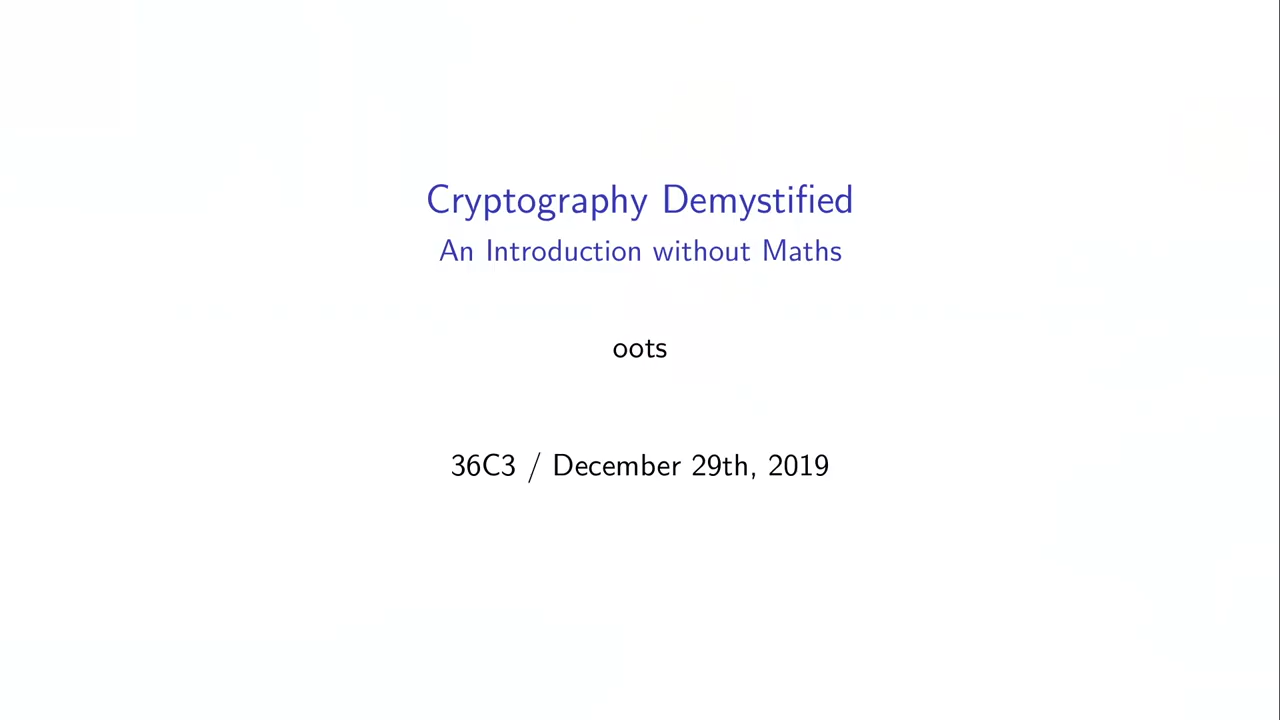 Cryptography Demystified
An Introduction without Maths
oots
36C3 / December 29th, 2019